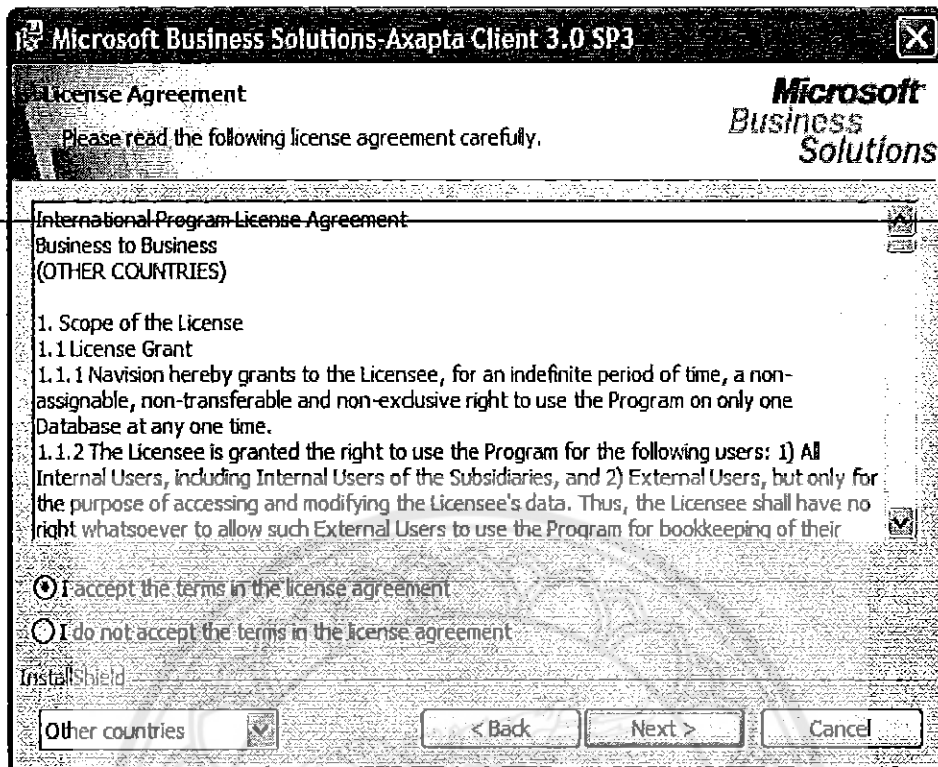 Microsoft Business Solutions-Axapta Client 3.0 SP3
License Agreement
Please read the following license agreement carefully.
Microsoft
Business
Solutions
International Program License Agreement
Business to Business
(OTHER COUNTRIES)
1. Scope of the License
1.1 License Grant
1.1.1 Navision hereby grants to the Licensee, for an indefinite period of time, a non-
assignable, non-transferable and non-exclusive right to use the Program on only one
Database at any one time.
1.1.2 The Licensee is granted the right to use the Program for the following users: 1) All
Internal Users, including Internal Users of the Subsidiaries, and 2) External Users, but only for
the purpose of accessing and modifying the Licensee's data. Thus, the Licensee shall have no
right whatsoever to allow such External Users to use the Program for bookkeeping of their
I accept the terms in the license agreement
I do not accept the terms in the license agreement
InstallShield
Other countries
< Back
Next >
Cancel